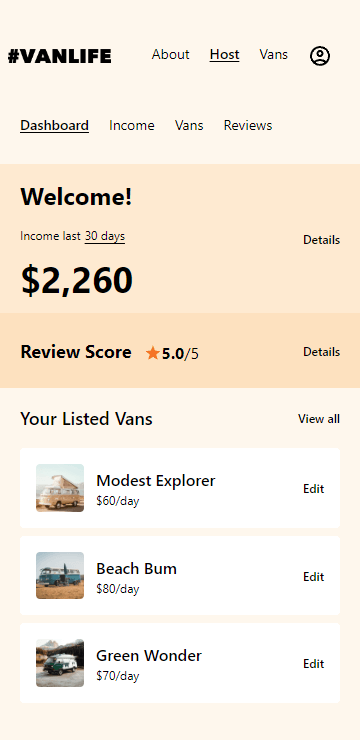 #VANLIFE About Host Vans
Dashboard Income Vans Reviews
Welcome!
Income last 30 days
Details
$2,260
Review Score 5.0/5 Details
Your Listed Vans View all
Modest Explorer
$60/day
Edit
Beach Bum
$80/day
Edit
Green Wonder
$70/day
Edit